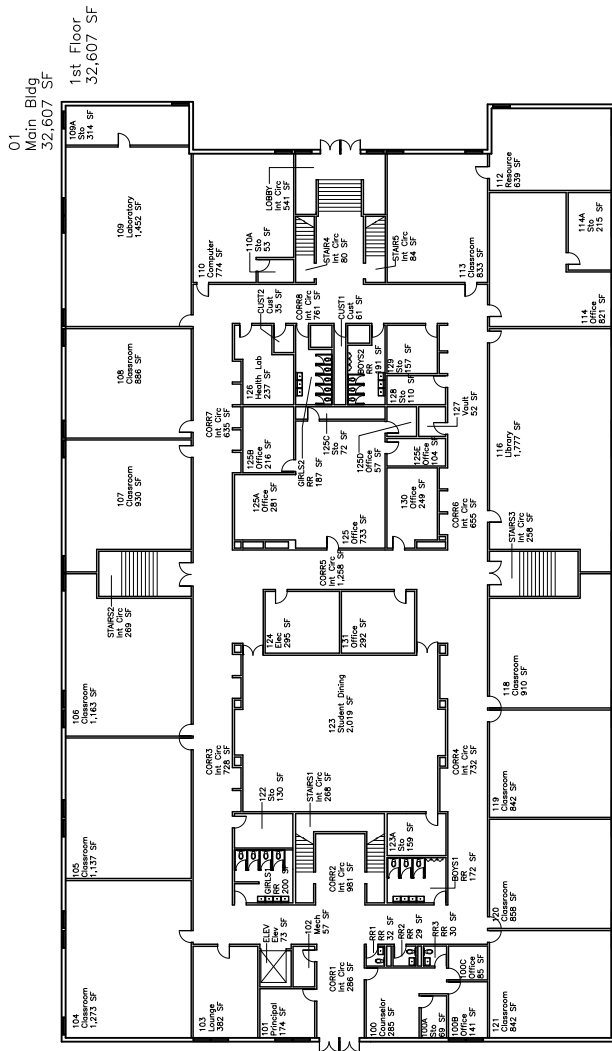 01
Main Bldg
32,607 SF
1st Floor
32,607 SF
109A
Sto
314 SF
109
Laboratory
1,452 SF
110
Computer
774 SF
110A
Sto
53 SF
LOBBY
Int Circ
541 SF
STAIR4
Int Circ
80 SF
STAIR5
Int Circ
84 SF
112
Resource
639 SF
113
Classroom
833 SF
114A
Sto
215 SF
114
Office
821 SF
108
Classroom
886 SF
107
Classroom
930 SF
CORR7
Int Circ
635 SF
126
Health Lab
237 SF
CUST2
Cust
35 SF
CORR8
Int Circ
761 SF
CUST1
Cust
61 SF
BOYS2
RR
191 SF
129
Sto
157 SF
128
Sto
110 SF
127
Vault
52 SF
125B
Office
216 SF
GIRLS2
RR
187 SF
125C
Sto
72 SF
125D
Office
57 SF
125E
Office
104 SF
125A
Office
281 SF
125
Office
733 SF
130
Office
249 SF
CORR6
Int Circ
655 SF
116
Library
1,777 SF
STAIRS3
Int Circ
258 SF
STAIRS2
Int Circ
269 SF
CORR5
Int Circ
1,258 SF
124
Elec
295 SF
131
Office
292 SF
106
Classroom
1,163 SF
118
Classroom
910 SF
123
Student Dining
2,019 SF
CORR3
Int Circ
728 SF
CORR4
Int Circ
732 SF
105
Classroom
1,137 SF
122
Sto
130 SF
STAIRS1
Int Circ
268 SF
123A
Sto
159 SF
119
Classroom
842 SF
GIRLS1
RR
200 SF
CORR2
Int Circ
981 SF
BOYS1
RR
172 SF
120
Classroom
858 SF
104
Classroom
1,273 SF
103
Lounge
382 SF
ELEV
Elev
73 SF
102
Mech
57 SF
101
Principal
174 SF
CORR1
Int Circ
286 SF
RR1
RR
32 SF
RR2
RR
29 SF
RR3
RR
30 SF
100
Counselor
285 SF
100A
Sto
69 SF
100B
Office
141 SF
100C
Office
85 SF
121
Classroom
842 SF